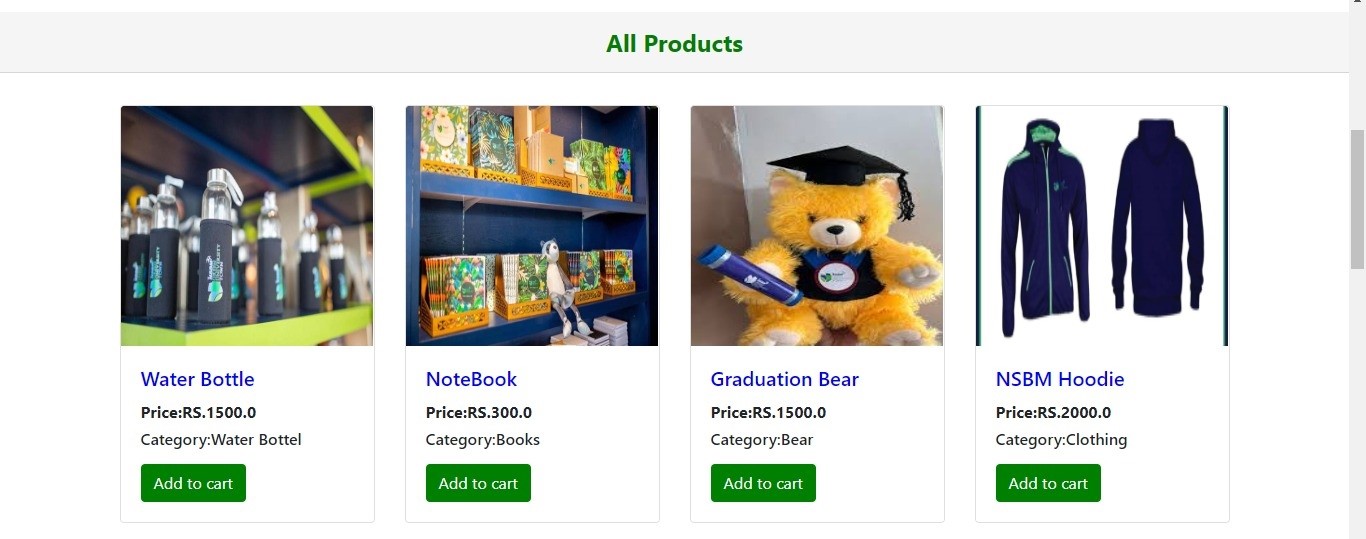 All Products
Water Bottle
Price:RS.1500.0
Category:Water Bottel
Add to cart
NoteBook
Price:RS.300.0
Category:Books
Add to cart
Graduation Bear
Price:RS.1500.0
Category:Bear
Add to cart
NSBM Hoodie
Price:RS.2000.0
Category:Clothing
Add to cart